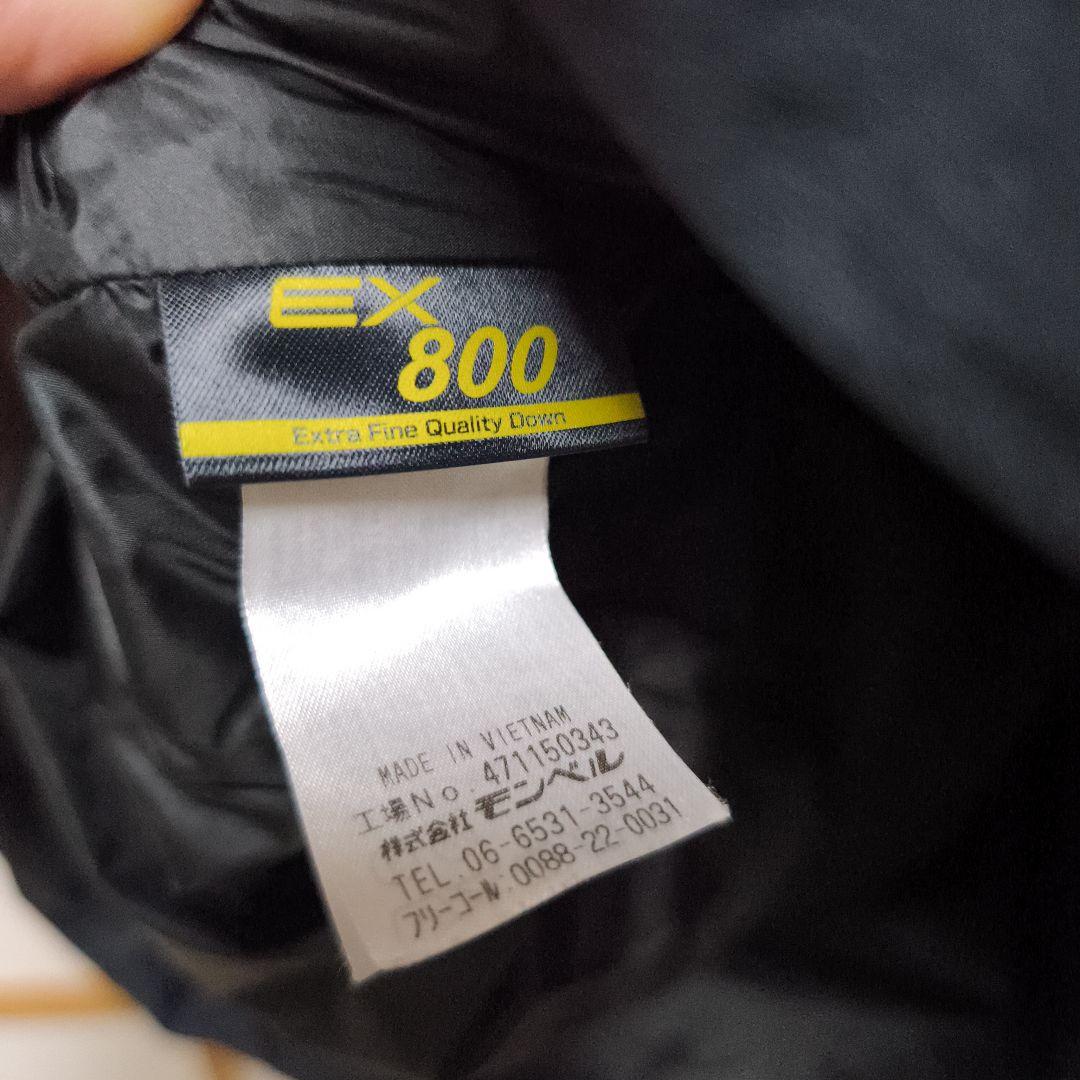 EX
800
Extra Fine Quality Down
MADE IN VIETNAM
工場No. 471150343
株式会社 モンベル
TEL. 06-6531-3544
フリーコール:0088-22-0031